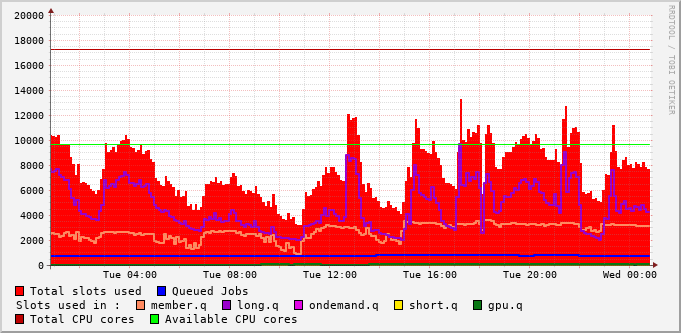 RRDTOOL / TOBI OETIKER
20000
18000
16000
14000
12000
10000
8000
6000
4000
2000
0
Tue 04:00 Tue 08:00 Tue 12:00 Tue 16:00 Tue 20:00 Wed 00:00
Total slots used Queued Jobs
Slots used in : member.q long.q ondemand.q short.q gpu.q
Total CPU cores Available CPU cores